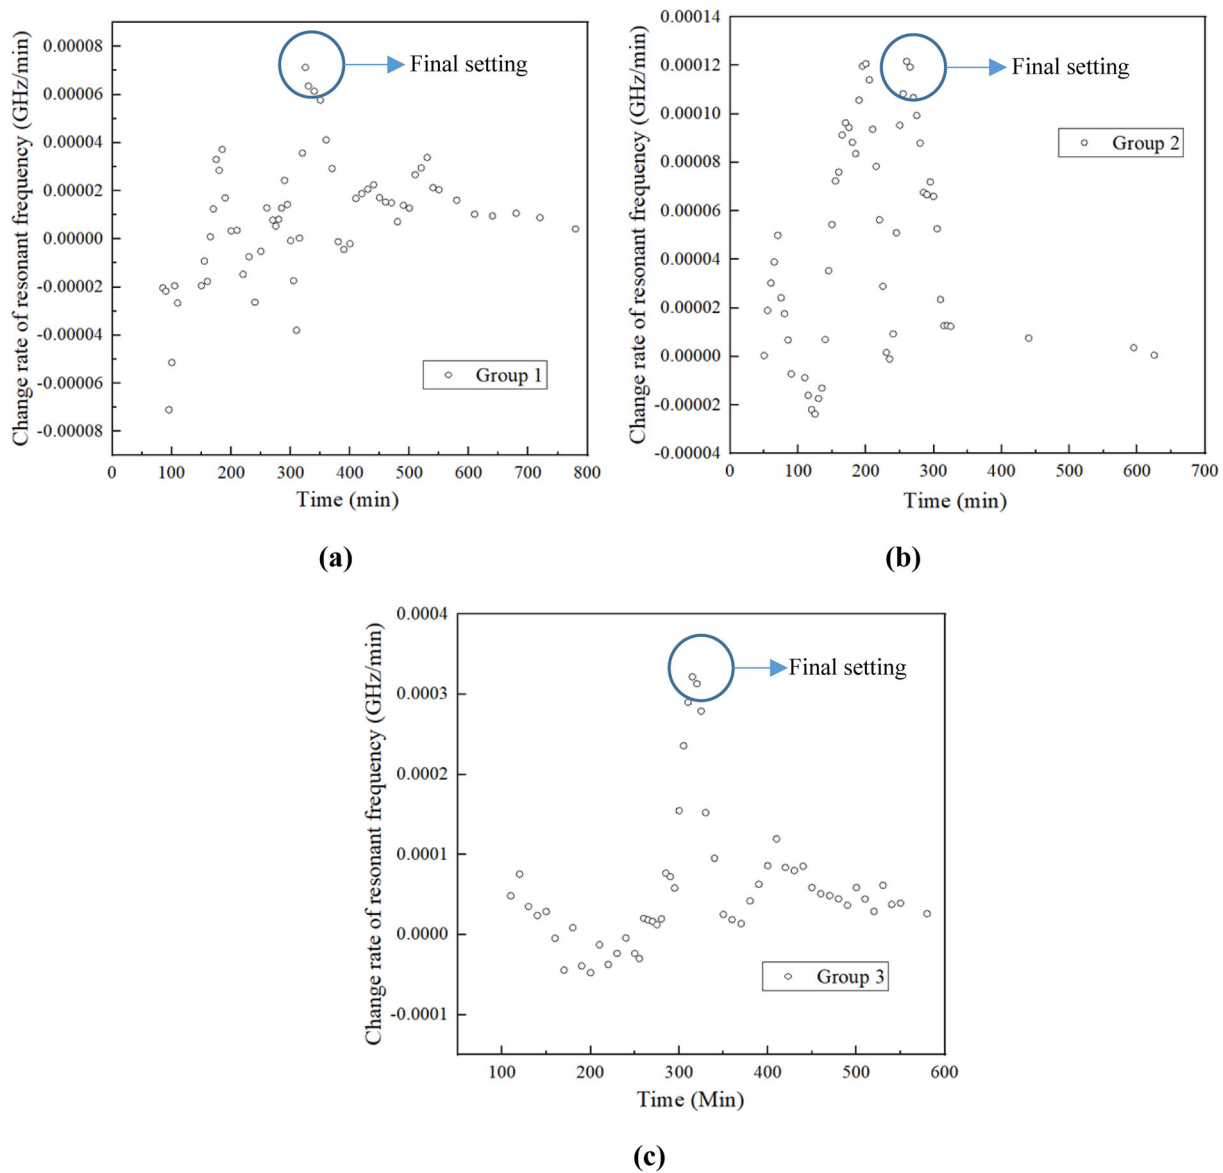 Change rate of resonant frequency (GHz/min)
0.00008
0.00006
0.00004
0.00002
0.00000
-0.00002
-0.00004
-0.00006
-0.00008
0 100 200 300 400 500 600 700 800
Time (min)
Final setting
Group 1
(a)
Change rate of resonant frequency (GHz/min)
0.00014
0.00012
0.00010
0.00008
0.00006
0.00004
0.00002
0.00000
-0.00002
-0.00004
0 100 200 300 400 500 600 700
Time (min)
Final setting
Group 2
(b)
Change rate of resonant frequency (GHz/min)
0.0004
0.0003
0.0002
0.0001
0.0000
-0.0001
100 200 300 400 500 600
Time (Min)
Final setting
Group 3
(c)